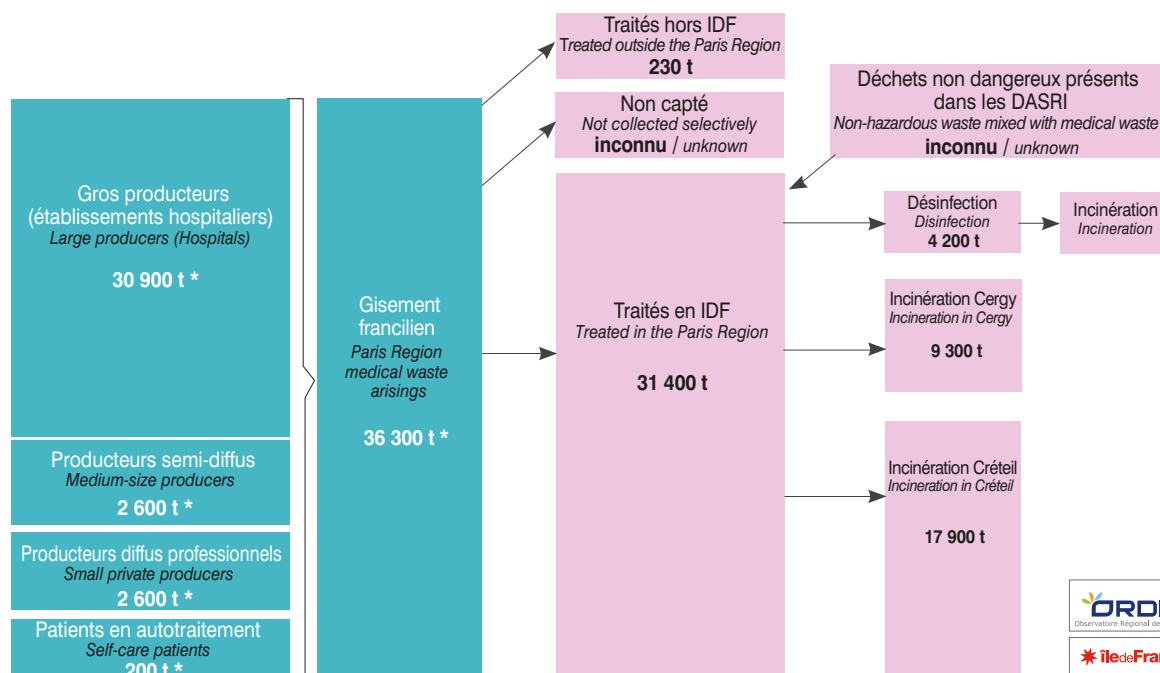 Traités hors IDF
Treated outside the Paris Region
230 t
Non capté
Not collected selectively
inconnu / unknown
Déchets non dangereux présents
dans les DASRI
Non-hazardous waste mixed with medical waste
inconnu / unknown
Gros producteurs
(établissements hospitaliers)
Large producers (Hospitals)
30 900 t *
Producteurs semi-diffus
Medium-size producers
2 600 t *
Producteurs diffus professionnels
Small private producers
2 600 t *
Patients en autotraitement
Self-care patients
200 t *
Gisement
francilien
Paris Region
medical waste
arisings
36 300 t *
Traités en IDF
Treated in the Paris Region
31 400 t
Désinfection
Disinfection
4 200 t
Incinération
Incineration
Incinération Cergy
Incineration in Cergy
9 300 t
Incinération Créteil
Incineration in Créteil
17 900 t
Observatoire Régional de